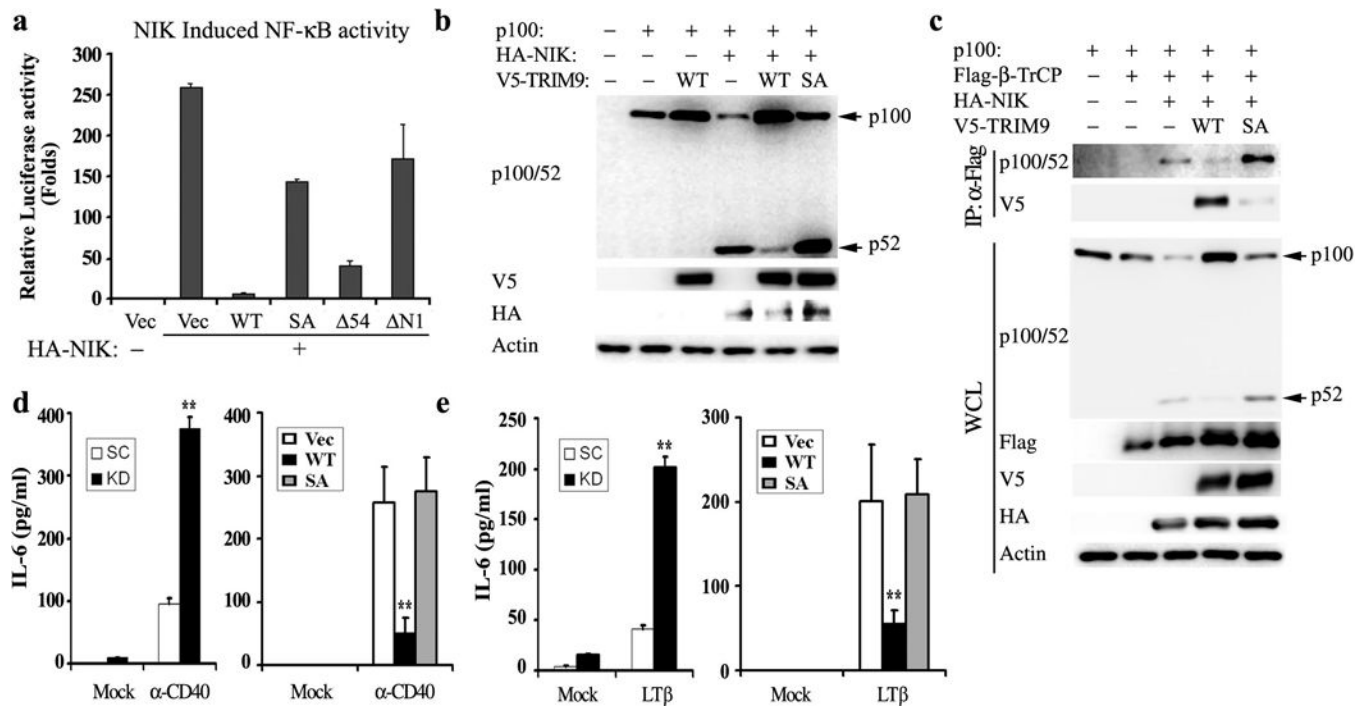 a
NIK Induced NF-κB activity
Relative Luciferase activity
(Folds)
300
250
200
150
100
50
0
Vec Vec WT SA Δ54 ΔN1
HA-NIK: – +
b
p100: – + + + + +
HA-NIK: – – – + + +
V5-TRIM9: – – WT – WT SA
p100/52
p100
p52
V5
HA
Actin
c
p100: + + + + +
Flag-β-TrCP – + + + +
HA-NIK – – + + +
V5-TRIM9 – – – WT SA
IP: α-Flag
p100/52
V5
WCL
p100/52
p100
p52
Flag
V5
HA
Actin
d
IL-6 (pg/ml)
400
300
200
100
0
SC
KD
**
Mock α-CD40
400
300
200
100
0
Vec
WT
SA
**
Mock α-CD40
e
IL-6 (pg/ml)
250
200
150
100
50
0
SC
KD
**
Mock LTβ
300
200
100
0
Vec
WT
SA
**
Mock LTβ